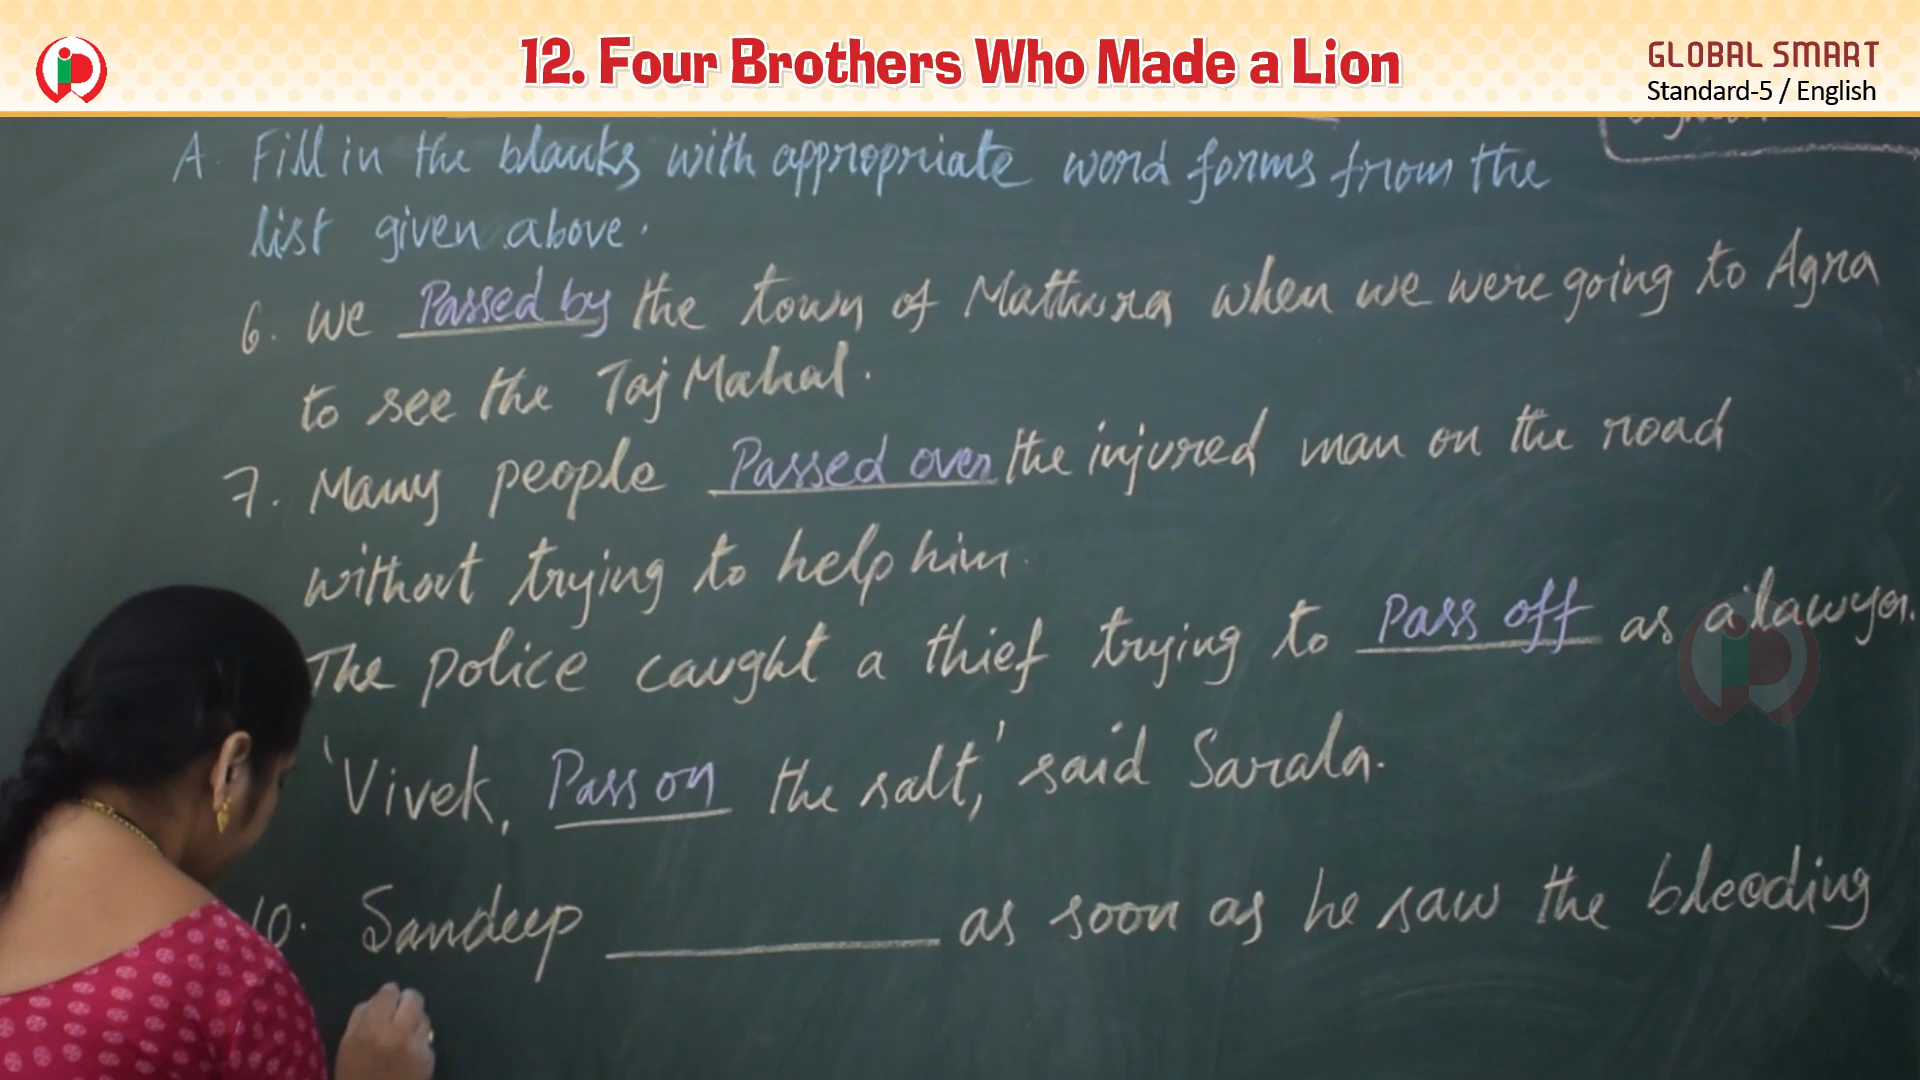 12. Four Brothers Who Made a Lion
GLOBAL SMART
Standard-5 / English
A. Fill in the blanks with appropriate word forms from the
list given above.
6. We Passed by the town of Mathura when we were going to Agra
to see the Taj Mahal.
7. Many people Passed over the injured man on the road
without trying to help him.
The police caught a thief trying to Pass off as a lawyer.
'Vivek, Pass on the salt,' said Sarala.
10. Sandeep ________ as soon as he saw the bleeding